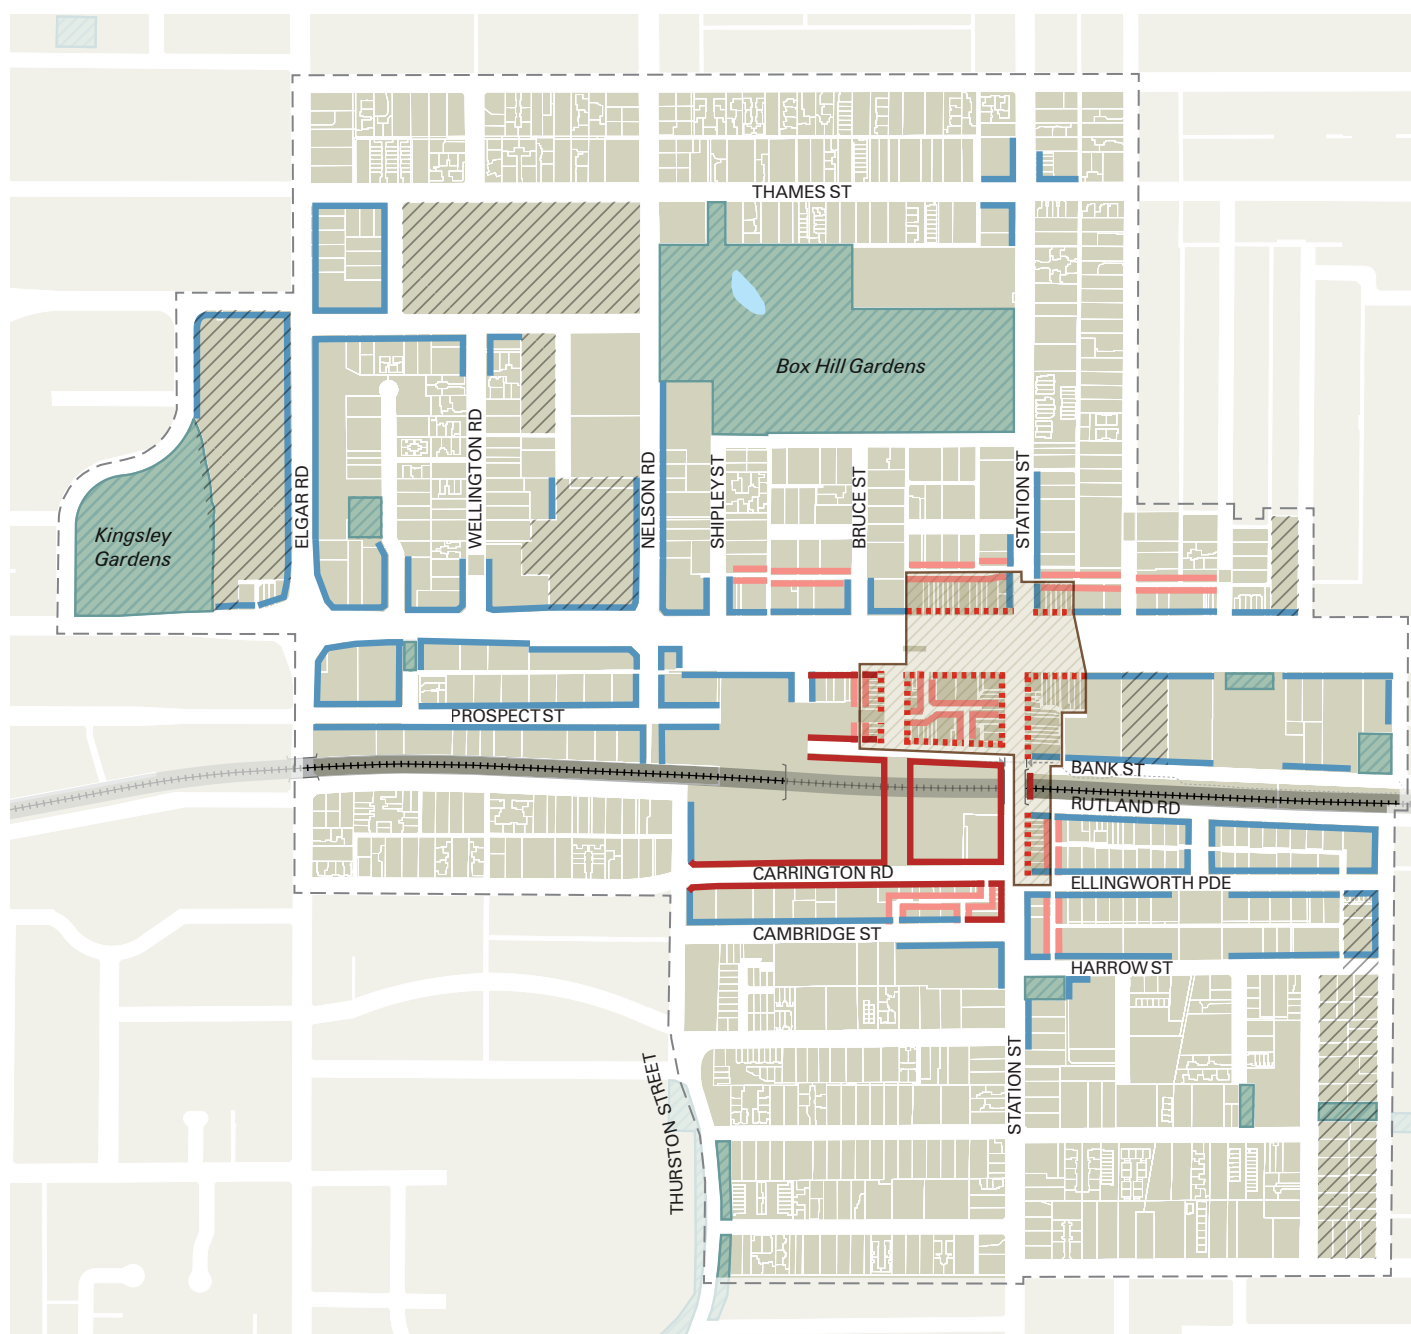 THAMES ST
Box Hill Gardens
ELGAR RD
WELLINGTON RD
NELSON RD
SHIPLEY ST
BRUCE ST
STATION ST
Kingsley
Gardens
PROSPECT ST
BANK ST
RUTLAND RD
CARRINGTON RD
ELLINGWORTH PDE
CAMBRIDGE ST
HARROW ST
STATION ST
THURSTON STREET